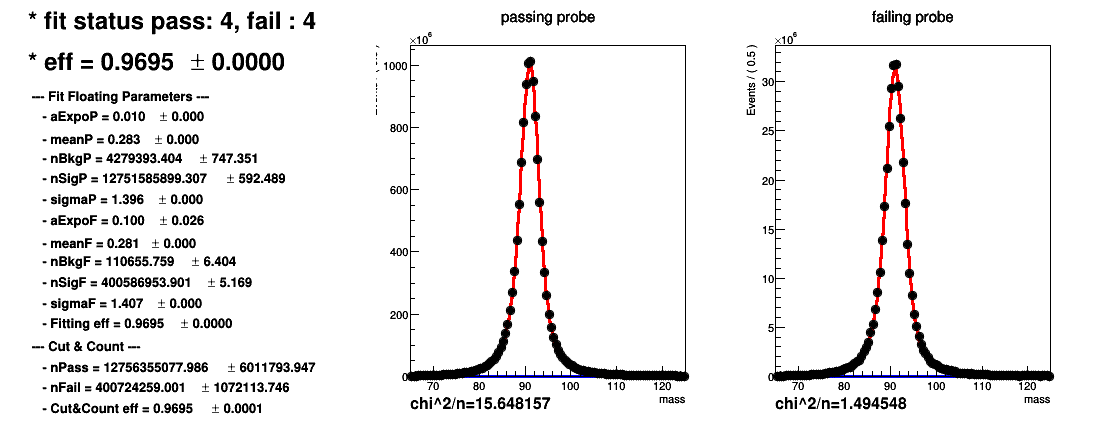 * fit status pass: 4, fail : 4
* eff = 0.9695 ± 0.0000
--- Fit Floating Parameters ---
- aExpoP = 0.010 ± 0.000
- meanP = 0.283 ± 0.000
- nBkgP = 4279393.404 ± 747.351
- nSigP = 12751585899.307 ± 592.489
- sigmaP = 1.396 ± 0.000
- aExpoF = 0.100 ± 0.026
- meanF = 0.281 ± 0.000
- nBkgF = 110655.759 ± 6.404
- nSigF = 400586953.901 ± 5.169
- sigmaF = 1.407 ± 0.000
- Fitting eff = 0.9695 ± 0.0000
--- Cut & Count ---
- nPass = 12756355077.986 ± 6011793.947
- nFail = 400724259.001 ± 1072113.746
- Cut&Count eff = 0.9695 ± 0.0001
passing probe
×10⁶
1000
800
600
400
200
0
70 80 90 100 110 120
mass
chi^2/n=15.648157
failing probe
×10⁶
Events / ( 0.5 )
30
25
20
15
10
5
0
70 80 90 100 110 120
mass
chi^2/n=1.494548